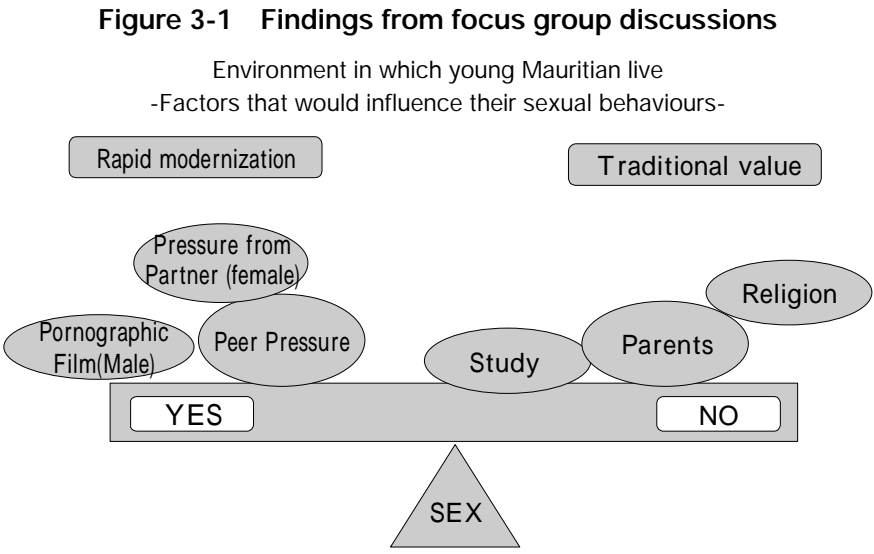 Figure 3-1 Findings from focus group discussions
Environment in which young Mauritian live
-Factors that would influence their sexual behaviours-
Rapid modernization
Traditional value
Pressure from
Partner (female)
Religion
Pornographic
Film(Male)
Peer Pressure
Study
Parents
YES
NO
SEX